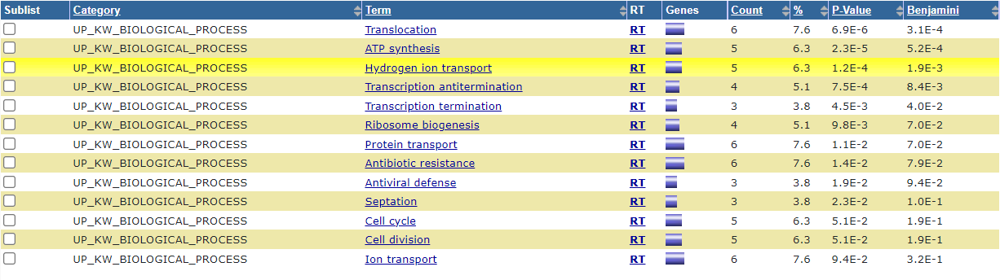 Sublist Category Term RT Genes Count % P-Value Benjamini
UP_KW_BIOLOGICAL_PROCESS Translocation RT 6 7.6 6.9E-6 3.1E-4
UP_KW_BIOLOGICAL_PROCESS ATP synthesis RT 5 6.3 2.3E-5 5.2E-4
UP_KW_BIOLOGICAL_PROCESS Hydrogen ion transport RT 5 6.3 1.2E-4 1.9E-3
UP_KW_BIOLOGICAL_PROCESS Transcription antitermination RT 4 5.1 7.5E-4 8.4E-3
UP_KW_BIOLOGICAL_PROCESS Transcription termination RT 3 3.8 4.5E-3 4.0E-2
UP_KW_BIOLOGICAL_PROCESS Ribosome biogenesis RT 4 5.1 9.8E-3 7.0E-2
UP_KW_BIOLOGICAL_PROCESS Protein transport RT 6 7.6 1.1E-2 7.0E-2
UP_KW_BIOLOGICAL_PROCESS Antibiotic resistance RT 6 7.6 1.4E-2 7.9E-2
UP_KW_BIOLOGICAL_PROCESS Antiviral defense RT 3 3.8 1.9E-2 9.4E-2
UP_KW_BIOLOGICAL_PROCESS Septation RT 3 3.8 2.3E-2 1.0E-1
UP_KW_BIOLOGICAL_PROCESS Cell cycle RT 5 6.3 5.1E-2 1.9E-1
UP_KW_BIOLOGICAL_PROCESS Cell division RT 5 6.3 5.1E-2 1.9E-1
UP_KW_BIOLOGICAL_PROCESS Ion transport RT 6 7.6 9.4E-2 3.2E-1